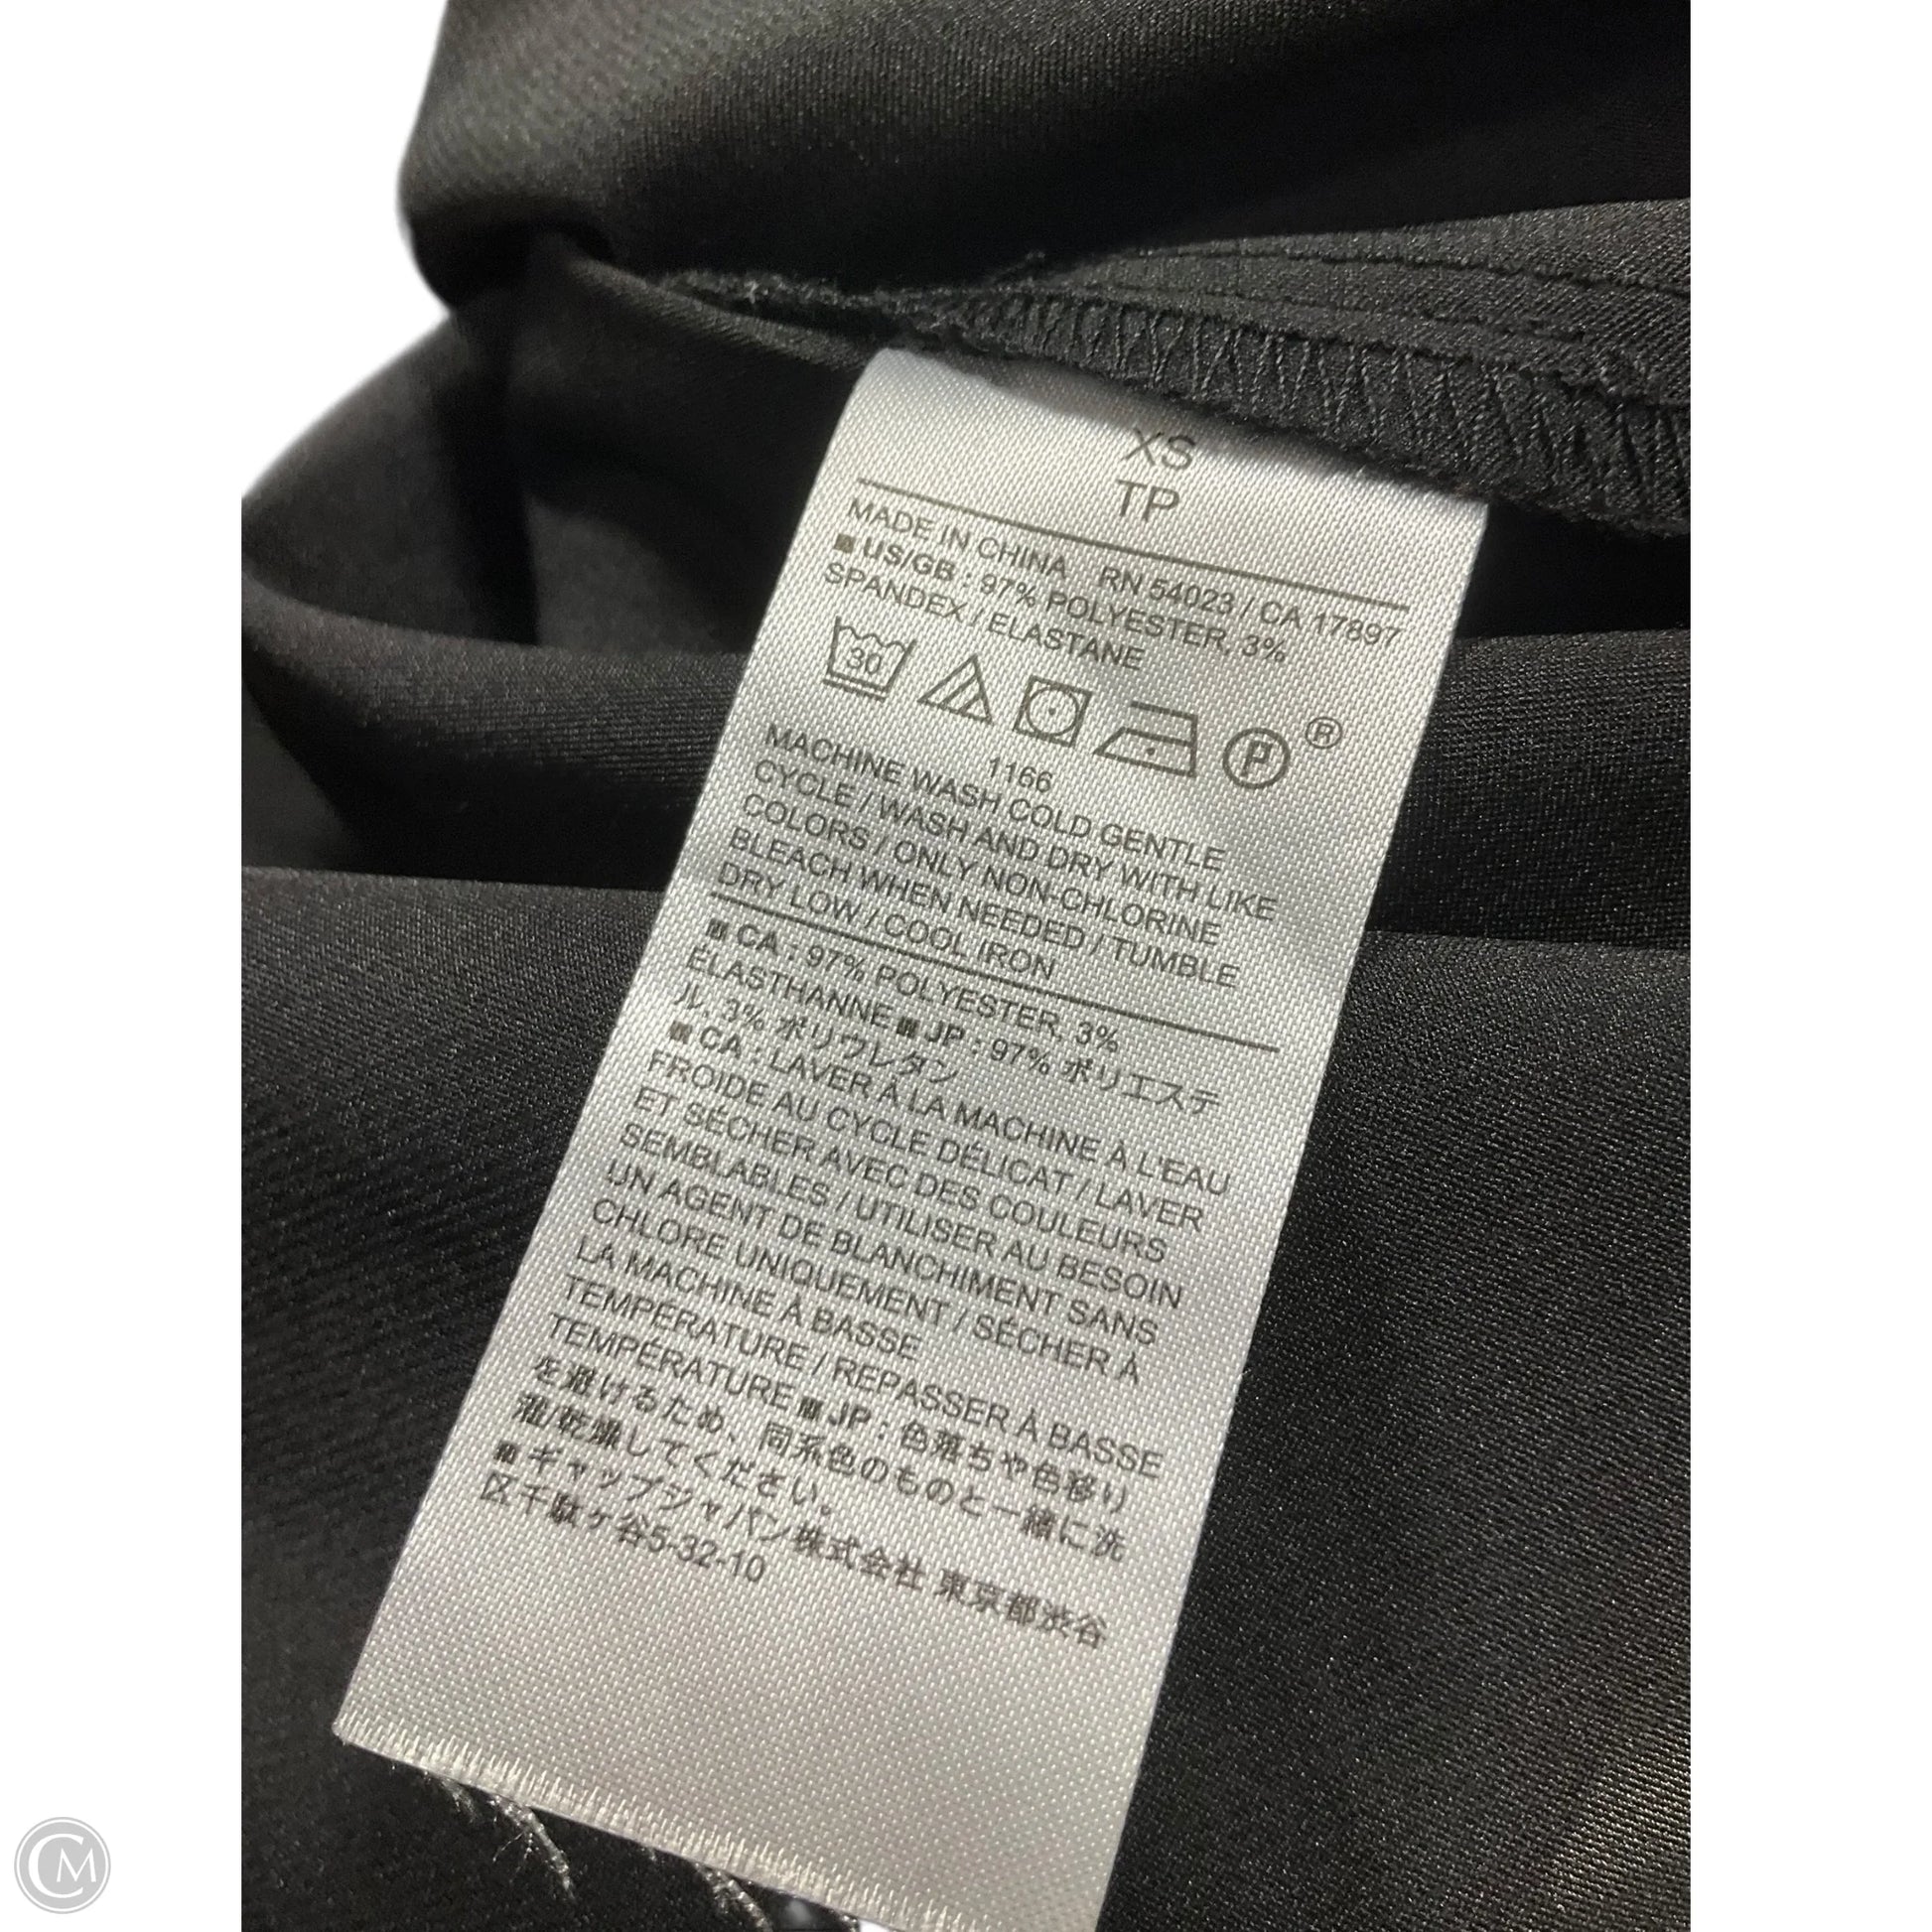 XS
TP
MADE IN CHINA RN 54023 / CA 17897
■ US/GB : 97% POLYESTER, 3%
SPANDEX / ELASTANE
30
P
®
1166
MACHINE WASH COLD GENTLE
CYCLE / WASH AND DRY WITH LIKE
COLORS / ONLY NON-CHLORINE
BLEACH WHEN NEEDED / TUMBLE
DRY LOW / COOL IRON
■ CA : 97% POLYESTER, 3%
ÉLASTHANNE ■ JP : 97% ポリエステ
ル, 3% ポリウレタン
■ CA : LAVER À LA MACHINE À L'EAU
FROIDE AU CYCLE DÉLICAT / LAVER
ET SÉCHER AVEC DES COULEURS
SEMBLABLES / UTILISER AU BESOIN
UN AGENT DE BLANCHIMENT SANS
CHLORE UNIQUEMENT / SÉCHER À
LA MACHINE À BASSE
TEMPÉRATURE / REPASSER À BASSE
TEMPÉRATURE ■ JP : 色落ちや色移り
を避けるため、同系色のものと一緒に洗
濯/乾燥してください。
■ ギャップジャパン株式会社 東京都渋谷
区千駄ヶ谷5-32-10
CM